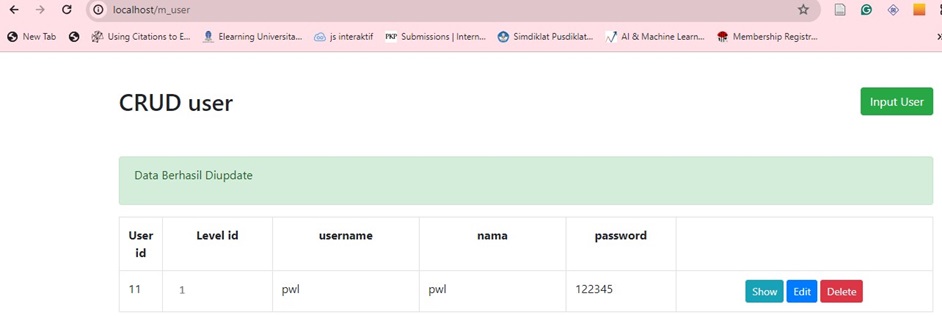 localhost/m_user
New Tab
Using Citations to E...
Elearning Universita...
js interaktif
PKP Submissions | Intern...
Simdiklat Pusdiklat...
AI & Machine Learn...
Membership Registr...
CRUD user
Input User
Data Berhasil Diupdate
User id Level id username nama password
11 1 pwl pwl 122345 Show Edit Delete